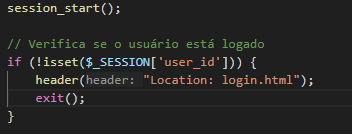 session_start();
// Verifica se o usuário está logado
if (!isset($_SESSION['user_id'])) {
header(header: "Location: login.html");
exit();
}